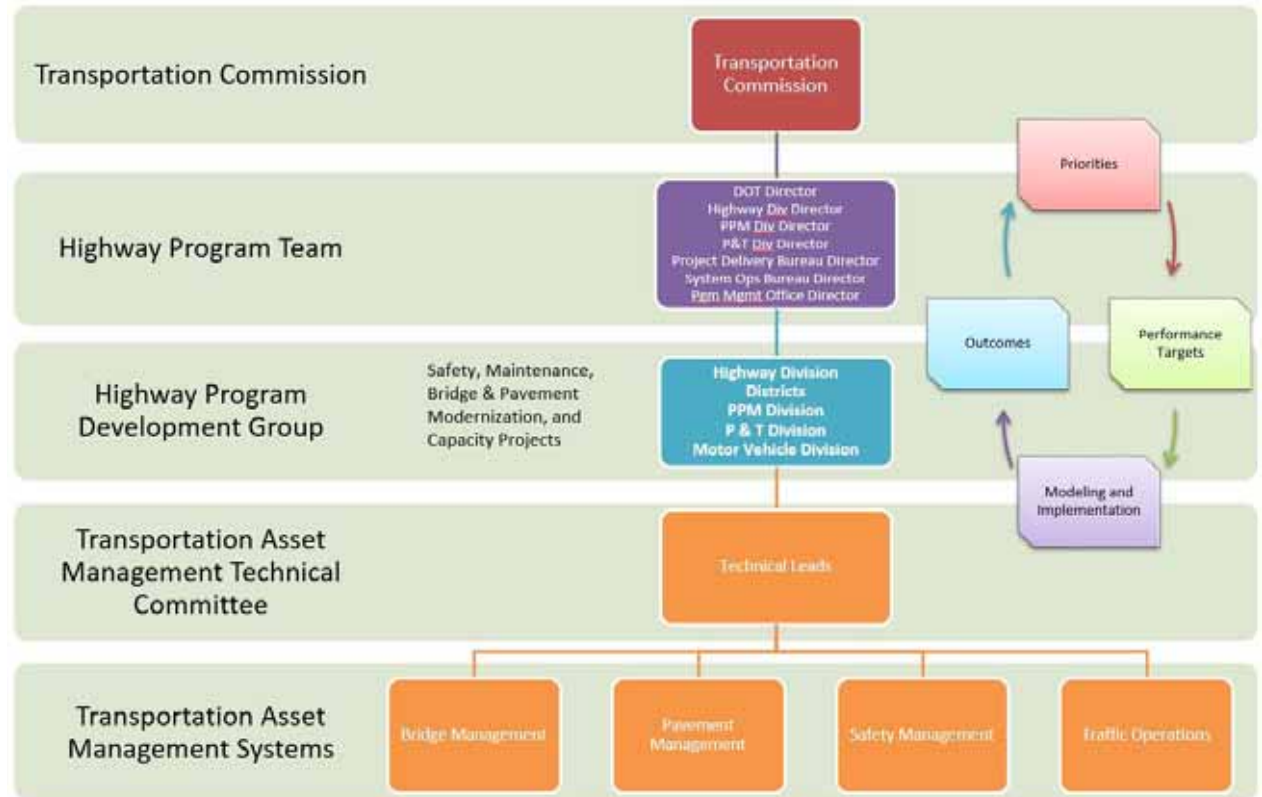 Transportation Commission
Transportation
Commission
Priorities
Highway Program Team
DOT Director
Highway Div Director
PPM Div Director
P&T Div Director
Project Delivery Bureau Director
System Ops Bureau Director
Pgm Mgmt Office Director
Outcomes
Performance
Targets
Highway Program
Development Group
Safety, Maintenance,
Bridge & Pavement
Modernization, and
Capacity Projects
Highway Division
Districts
PPM Division
P & T Division
Motor Vehicle Division
Modeling and
Implementation
Transportation Asset
Management Technical
Committee
Technical Leads
Transportation Asset
Management Systems
Bridge Management
Pavement
Management
Safety Management
Traffic Operations